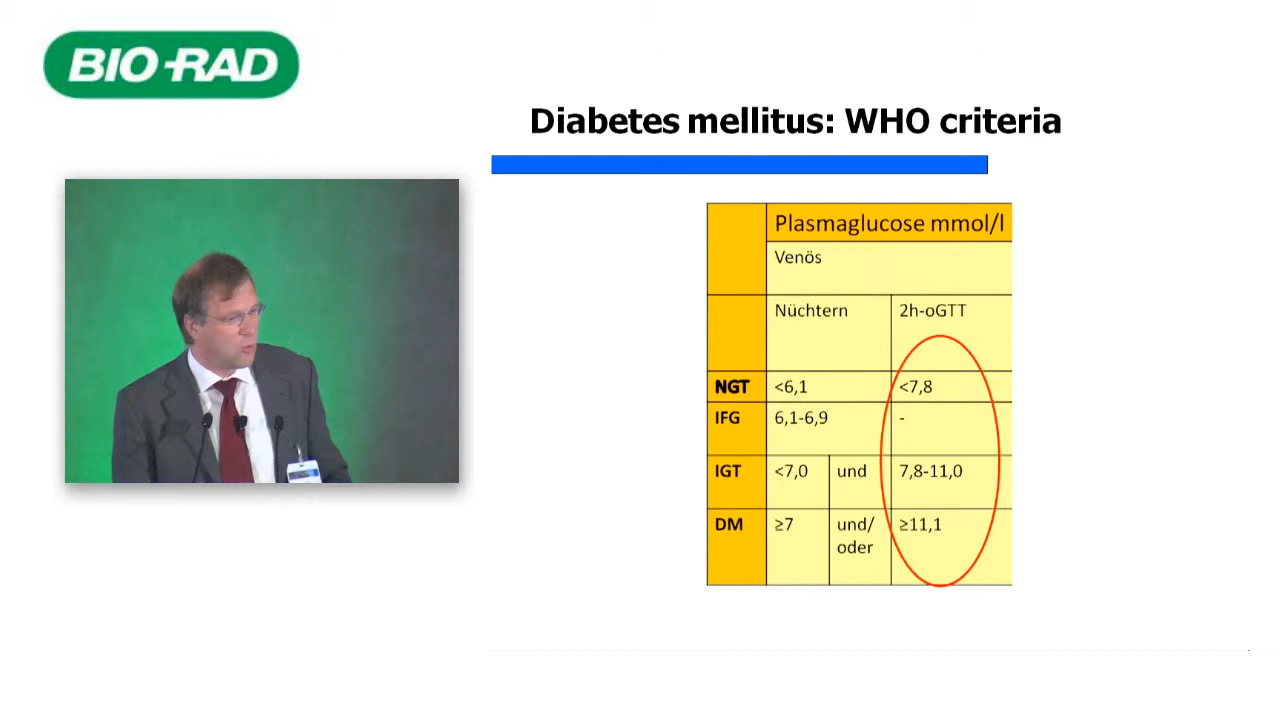 BIO-RAD
Diabetes mellitus: WHO criteria
Plasmaglucose mmol/l
Venös
Nüchtern 2h-oGTT
NGT <6,1 <7,8
IFG 6,1-6,9 -
IGT <7,0 und 7,8-11,0
DM ≥7 und/ ≥11,1
oder